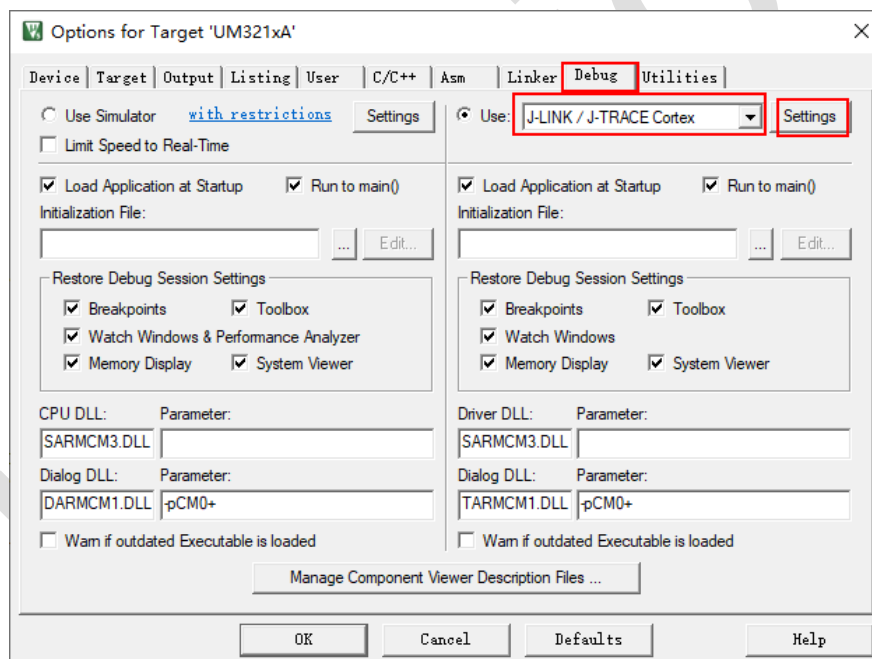 Options for Target 'UM321xA'
Device Target Output Listing User C/C++ Asm Linker Debug Utilities
Use Simulator with restrictions Settings
Limit Speed to Real-Time
Load Application at Startup Run to main()
Initialization File:
... Edit...
Restore Debug Session Settings
Breakpoints Toolbox
Watch Windows & Performance Analyzer
Memory Display System Viewer
CPU DLL: Parameter:
SARMCM3.DLL
Dialog DLL: Parameter:
DARMCM1.DLL -pCM0+
Warn if outdated Executable is loaded
Use: J-LINK / J-TRACE Cortex Settings
Load Application at Startup Run to main()
Initialization File:
... Edit...
Restore Debug Session Settings
Breakpoints Toolbox
Watch Windows
Memory Display System Viewer
Driver DLL: Parameter:
SARMCM3.DLL
Dialog DLL: Parameter:
TARMCM1.DLL -pCM0+
Warn if outdated Executable is loaded
Manage Component Viewer Description Files ...
OK Cancel Defaults Help